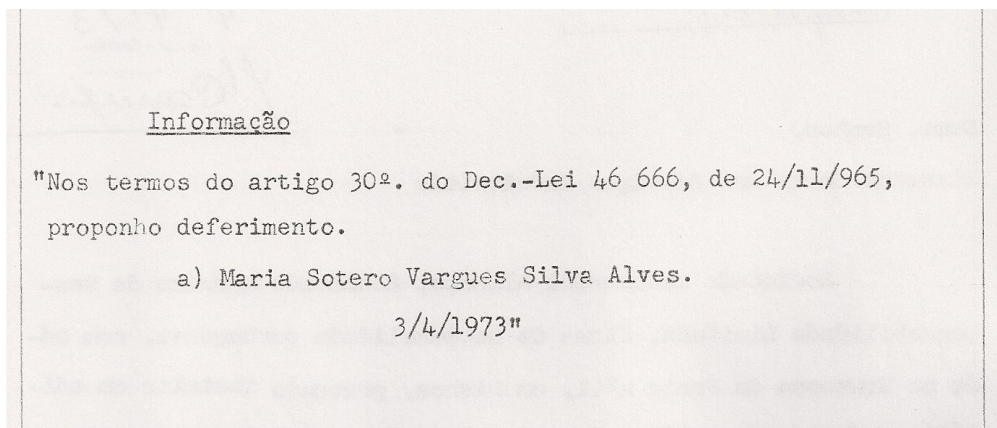 Informação
"Nos termos do artigo 30º. do Dec.-Lei 46 666, de 24/11/965,
proponho deferimento.
a) Maria Sotero Vargues Silva Alves.
3/4/1973"